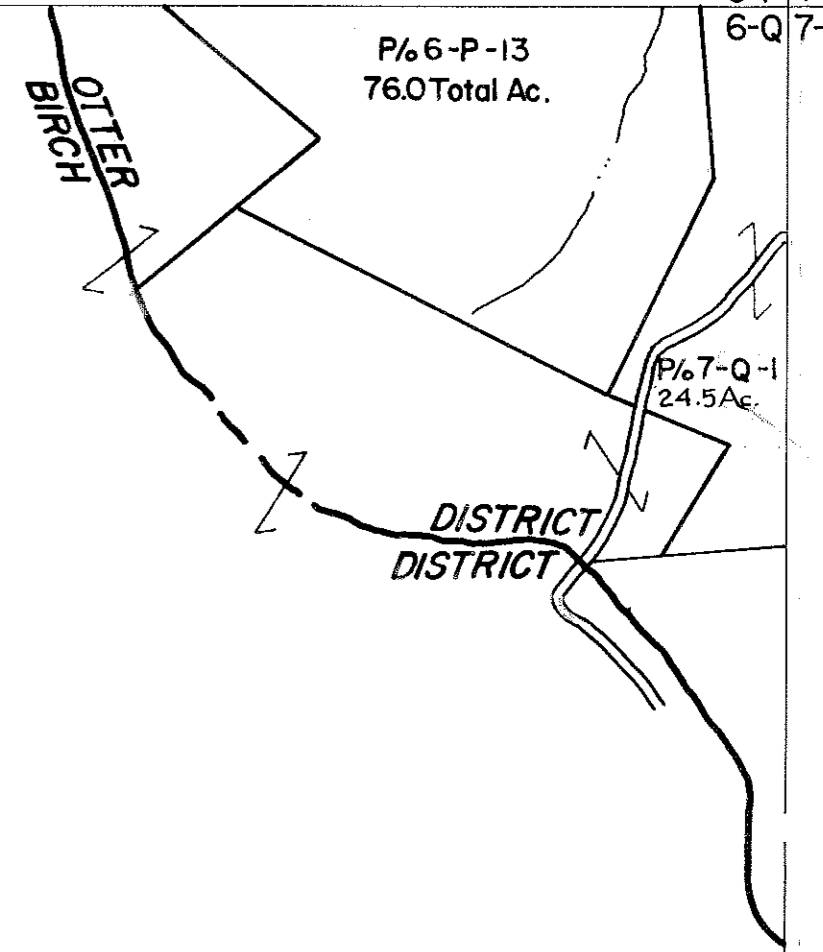 6-Q 7-
P/o 6-P-13
76.0 Total Ac.
OTTER
BIRCH
P/o 7-Q-1
24.5 Ac.
DISTRICT
DISTRICT